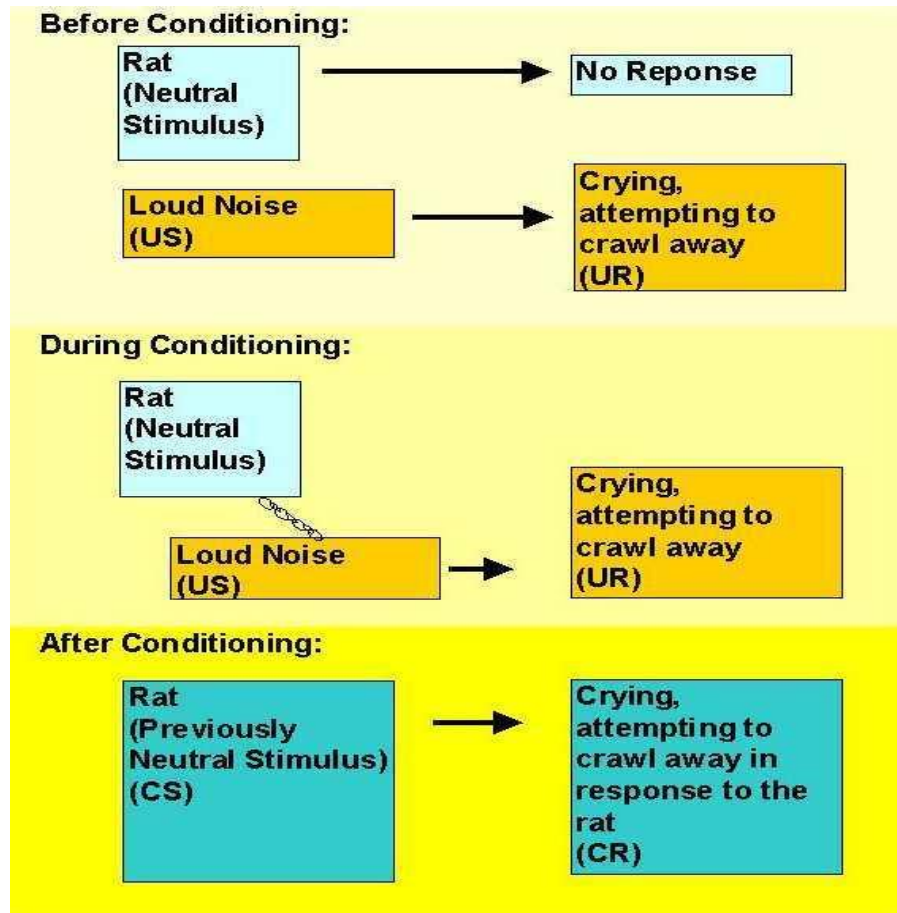 Before Conditioning:
Rat
(Neutral
Stimulus)
No Reponse
Loud Noise
(US)
Crying,
attempting to
crawl away
(UR)
During Conditioning:
Rat
(Neutral
Stimulus)
Loud Noise
(US)
Crying,
attempting to
crawl away
(UR)
After Conditioning:
Rat
(Previously
Neutral Stimulus)
(CS)
Crying,
attempting to
crawl away in
response to the
rat
(CR)